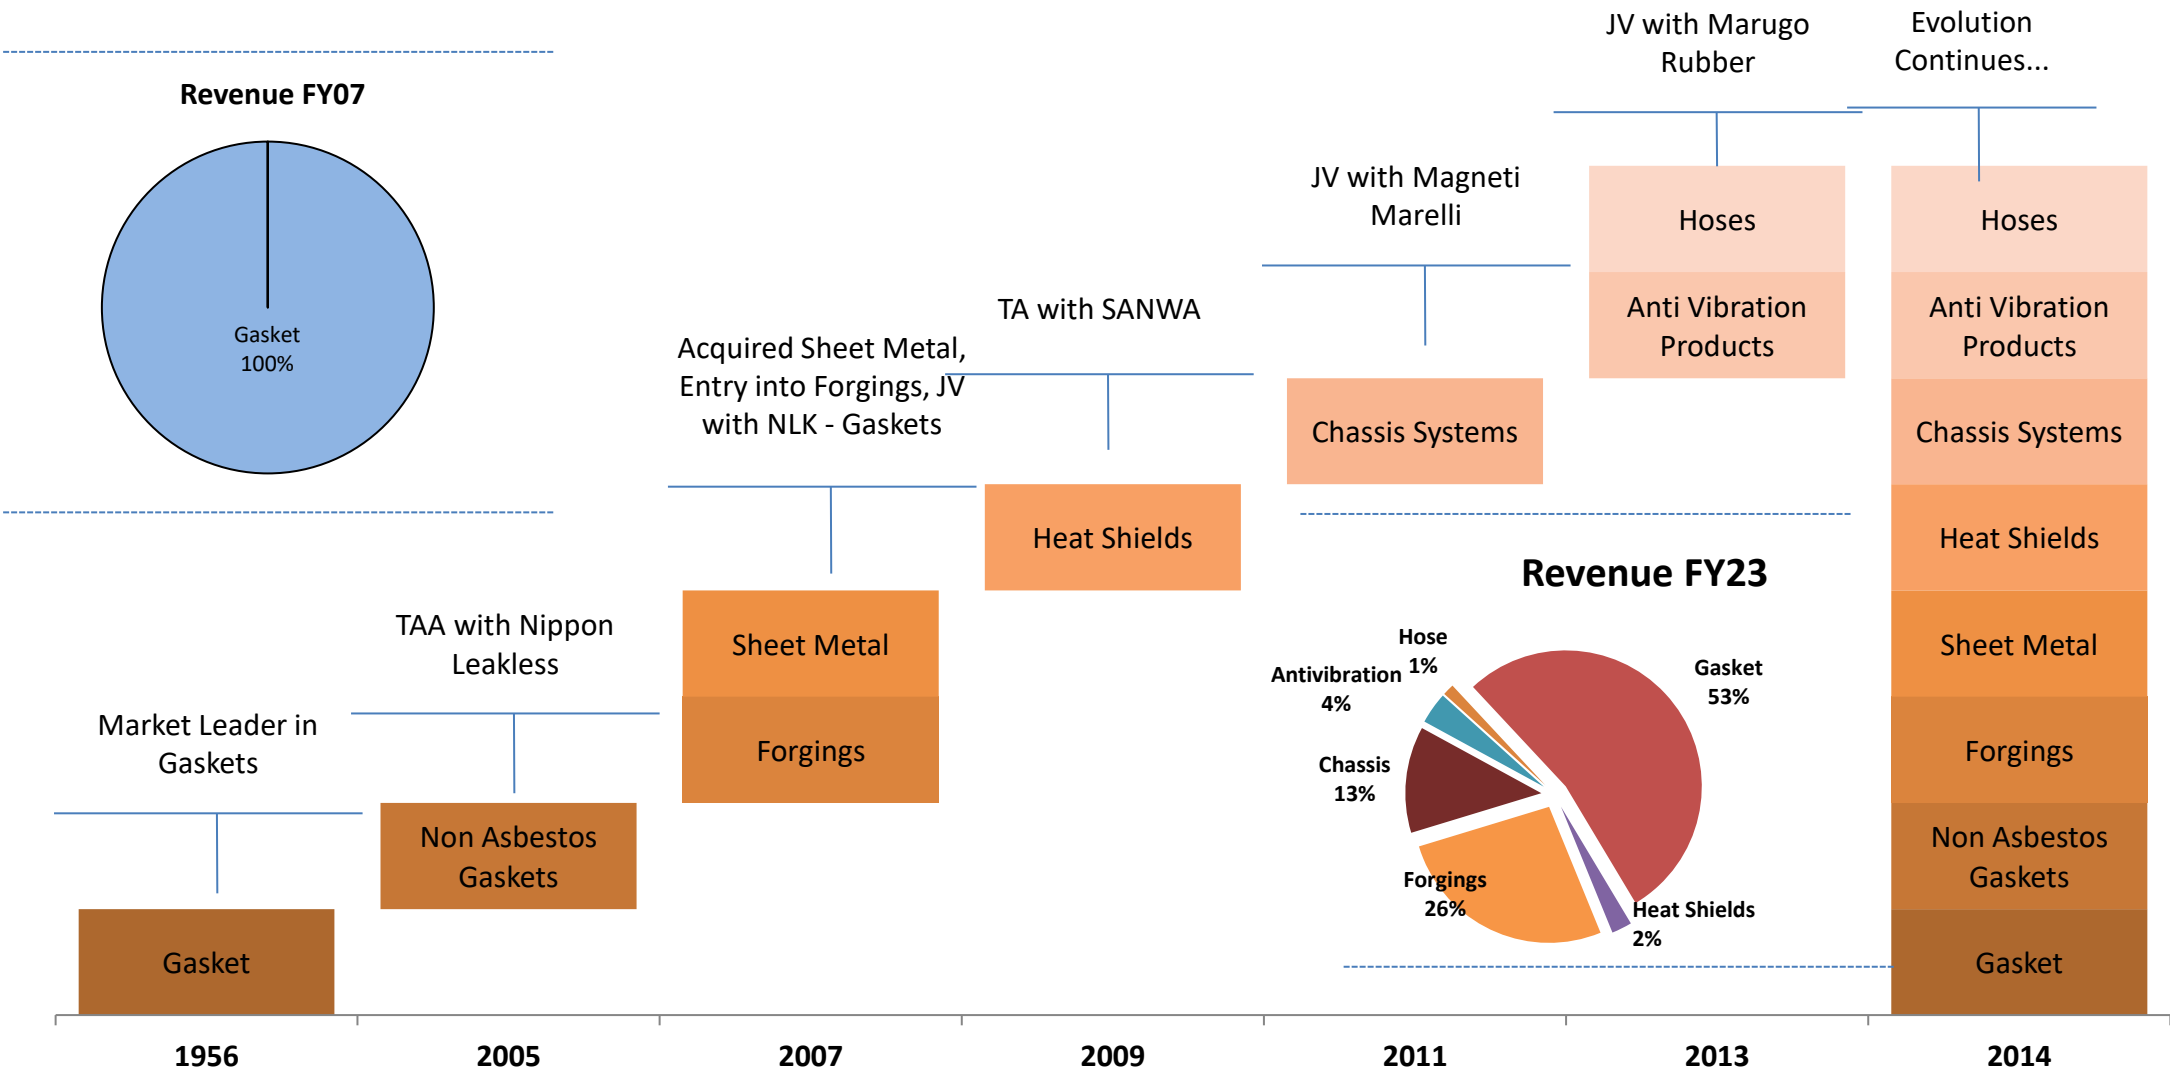 Revenue FY07
Gasket
100%
Market Leader in
Gaskets
Gasket
TAA with Nippon
Leakless
Non Asbestos
Gaskets
Acquired Sheet Metal,
Entry into Forgings, JV
with NLK - Gaskets
Sheet Metal
Forgings
TA with SANWA
Heat Shields
JV with Magneti
Marelli
Chassis Systems
JV with Marugo
Rubber
Hoses
Anti Vibration
Products
Evolution
Continues...
Hoses
Anti Vibration
Products
Chassis Systems
Heat Shields
Sheet Metal
Forgings
Non Asbestos
Gaskets
Gasket
Revenue FY23
Hose
1%
Antivibration
4%
Chassis
13%
Forgings
26%
Heat Shields
2%
Gasket
53%
1956
2005
2007
2009
2011
2013
2014